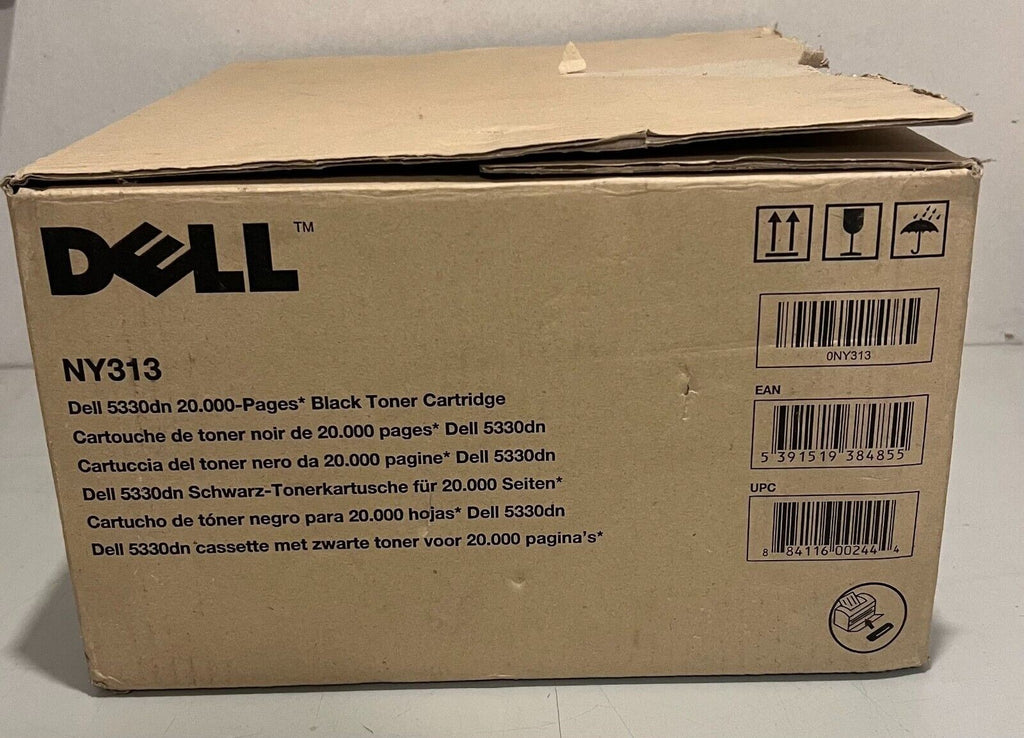 DELL™
NY313
Dell 5330dn 20.000-Pages* Black Toner Cartridge
Cartouche de toner noir de 20.000 pages* Dell 5330dn
Cartuccia del toner nero da 20.000 pagine* Dell 5330dn
Dell 5330dn Schwarz-Tonerkartusche für 20.000 Seiten*
Cartucho de tóner negro para 20.000 hojas* Dell 5330dn
Dell 5330dn cassette met zwarte toner voor 20.000 pagina's*
0NY313
EAN
5 391519 384855
UPC
8 84116 00244 4